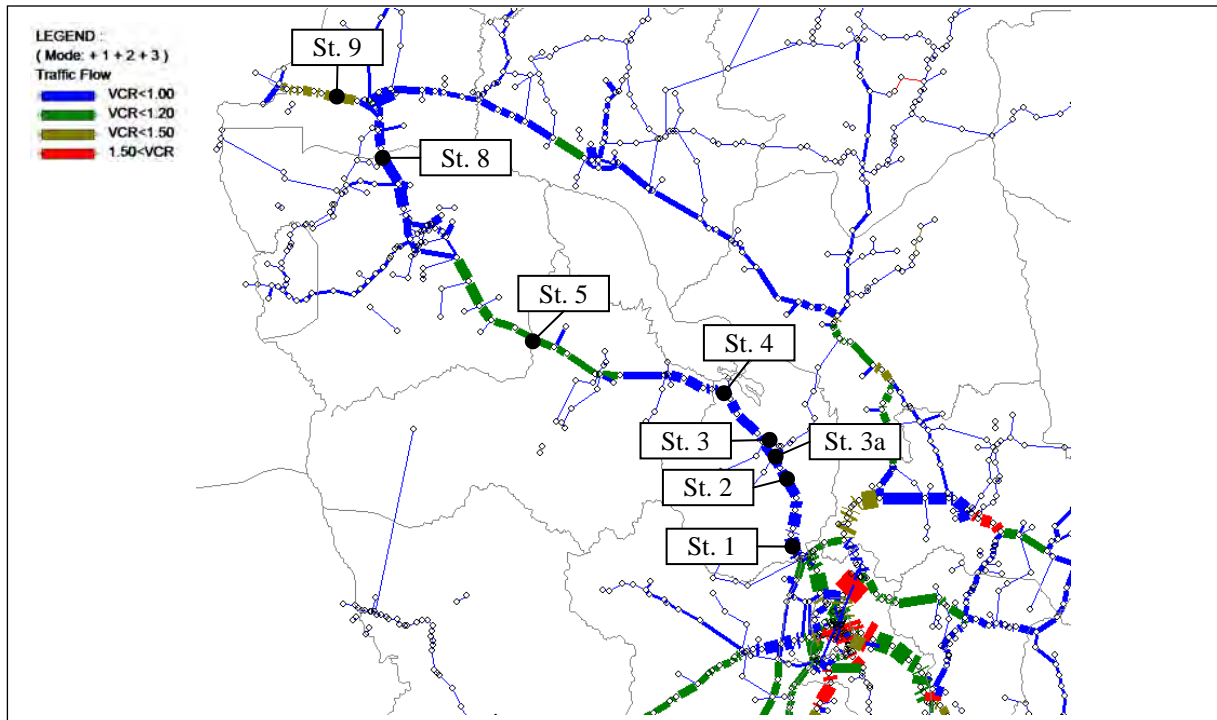 LEGEND :
( Mode: + 1 + 2 + 3 )
Traffic Flow
VCR<1.00
VCR<1.20
VCR<1.50
1.50<VCR
St. 9
St. 8
St. 5
St. 4
St. 3
St. 3a
St. 2
St. 1